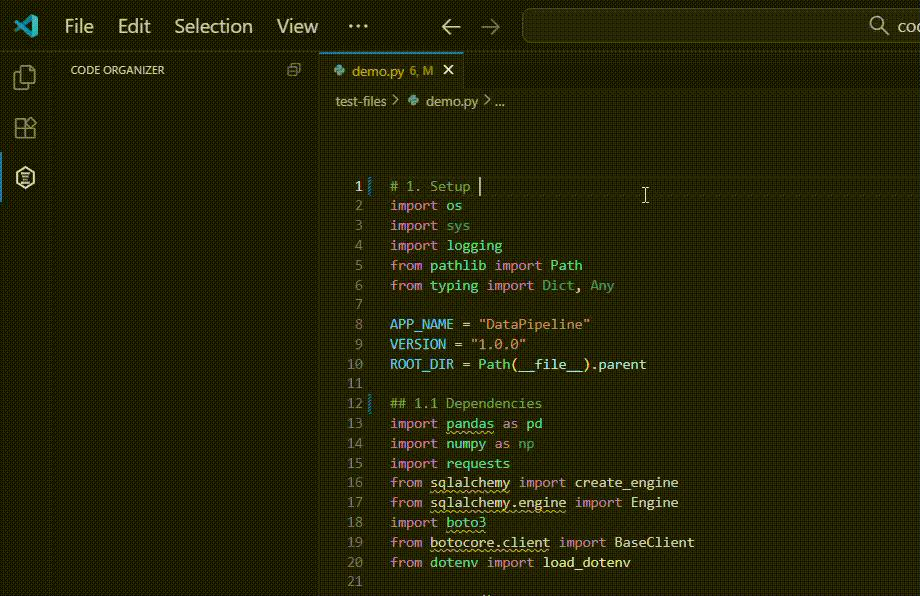 File Edit Selection View ...
CODE ORGANIZER
demo.py 6, M
test-files > demo.py > ...
1 # 1. Setup
2 import os
3 import sys
4 import logging
5 from pathlib import Path
6 from typing import Dict, Any
7
8 APP_NAME = "DataPipeline"
9 VERSION = "1.0.0"
10 ROOT_DIR = Path(__file__).parent
11
12 ## 1.1 Dependencies
13 import pandas as pd
14 import numpy as np
15 import requests
16 from sqlalchemy import create_engine
17 from sqlalchemy.engine import Engine
18 import boto3
19 from botocore.client import BaseClient
20 from dotenv import load_dotenv
21